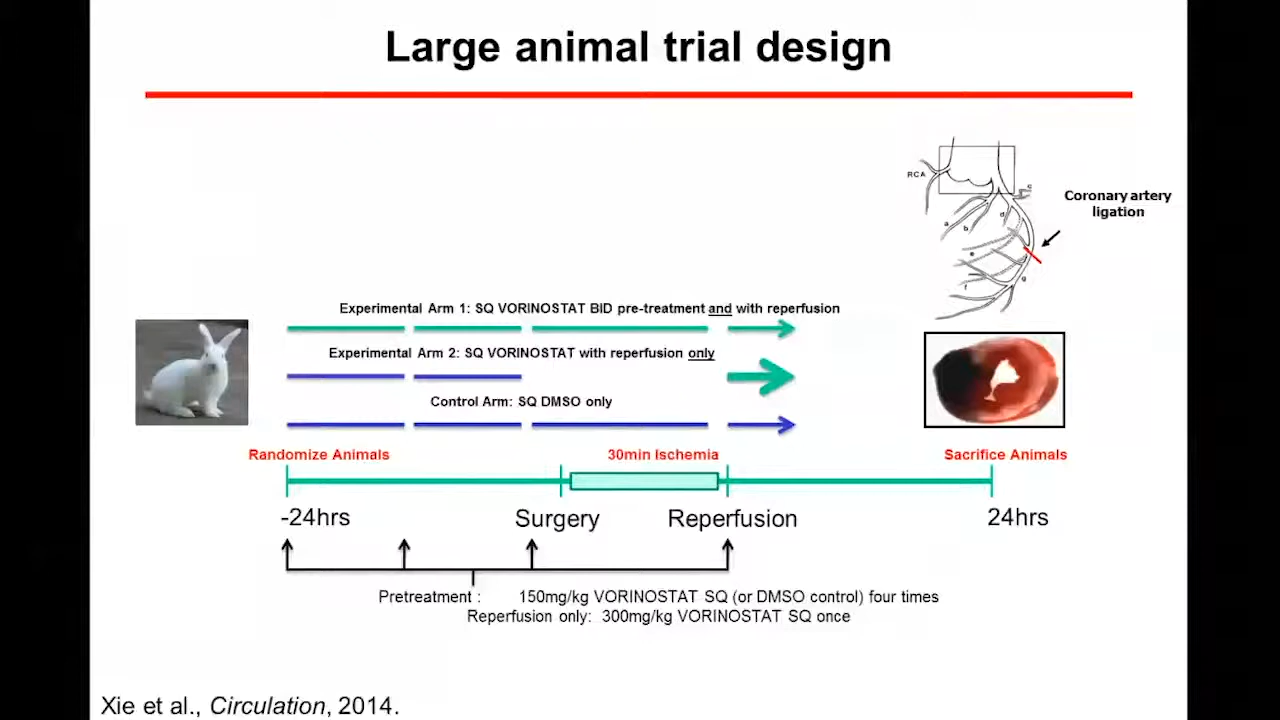 Large animal trial design
RCA
c
Coronary artery
ligation
a
b
d
e
f
g
Experimental Arm 1: SQ VORINOSTAT BID pre-treatment and with reperfusion
Experimental Arm 2: SQ VORINOSTAT with reperfusion only
Control Arm: SQ DMSO only
Randomize Animals
30min Ischemia
Sacrifice Animals
-24hrs
Surgery
Reperfusion
24hrs
Pretreatment : 150mg/kg VORINOSTAT SQ (or DMSO control) four times
Reperfusion only: 300mg/kg VORINOSTAT SQ once
Xie et al., Circulation, 2014.